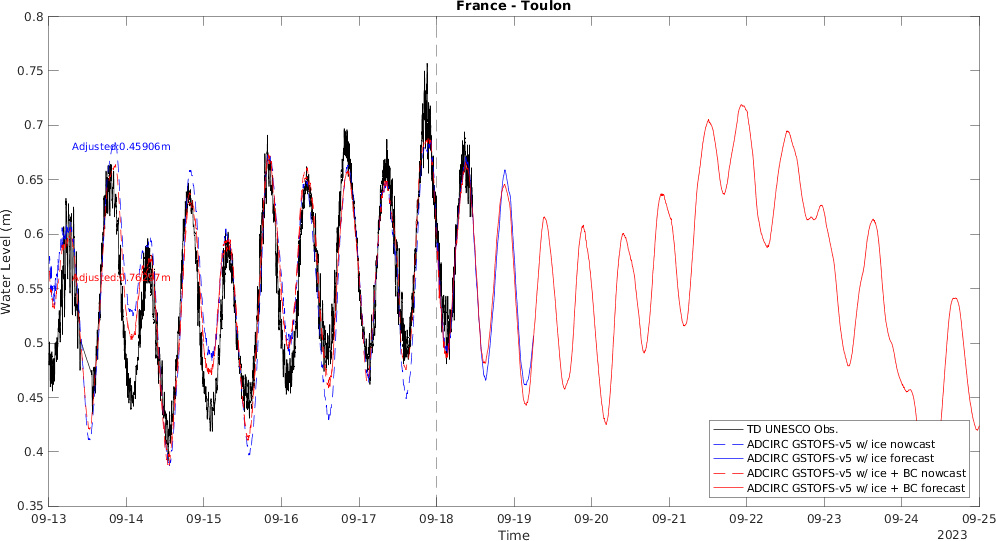 France - Toulon
Water Level (m)
0.8
0.75
0.7
0.65
0.6
0.55
0.5
0.45
0.4
0.35
Adjusted:0.45906m
TD UNESCO Obs.
ADCIRC GSTOFS-v5 w/ ice nowcast
ADCIRC GSTOFS-v5 w/ ice forecast
ADCIRC GSTOFS-v5 w/ ice + BC nowcast
ADCIRC GSTOFS-v5 w/ ice + BC forecast
09-13 09-14 09-15 09-16 09-17 09-18 09-19 09-20 09-21 09-22 09-23 09-24 09-25
Time
2023